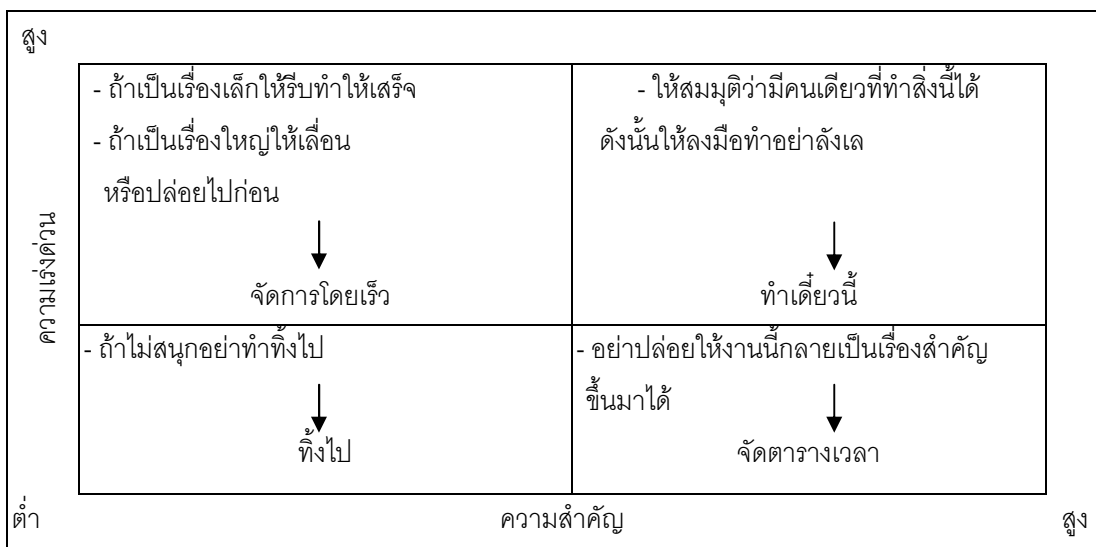 สูง
- ถ้าเป็นเรื่องเล็กให้รีบทำให้เสร็จ
- ถ้าเป็นเรื่องใหญ่ให้เลื่อน
หรือปล่อยไปก่อน
จัดการโดยเร็ว
- ให้สมมุติว่ามีคนเดียวที่ทำสิ่งนี้ได้
ดังนั้นให้ลงมือทำอย่าลังเล
ทำเดี๋ยวนี้
ความเร่งด่วน
- ถ้าไม่สนุกอย่าทำทิ้งไป
ทิ้งไป
- อย่าปล่อยให้งานนี้กลายเป็นเรื่องสำคัญ
ขึ้นมาได้
จัดตารางเวลา
ต่ำ
ความสำคัญ
สูง